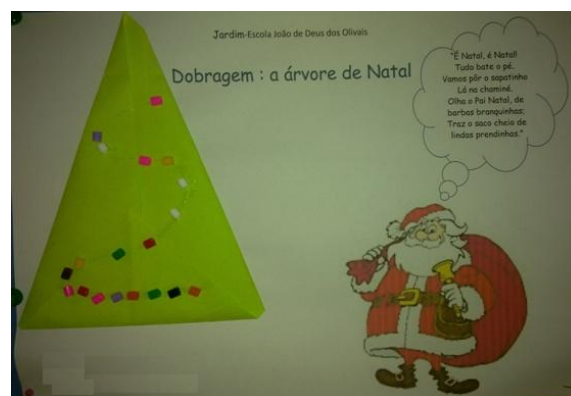 Jardim-Escola João de Deus dos Olivais
Dobragem : a árvore de Natal
"É Natal, é Natal!
Tudo bate o pé.
Vamos pôr o sapatinho
Lá na chaminé.
Olha o Pai Natal, de
barbas branquinhas;
Traz o saco cheio de
lindas prendinhas."